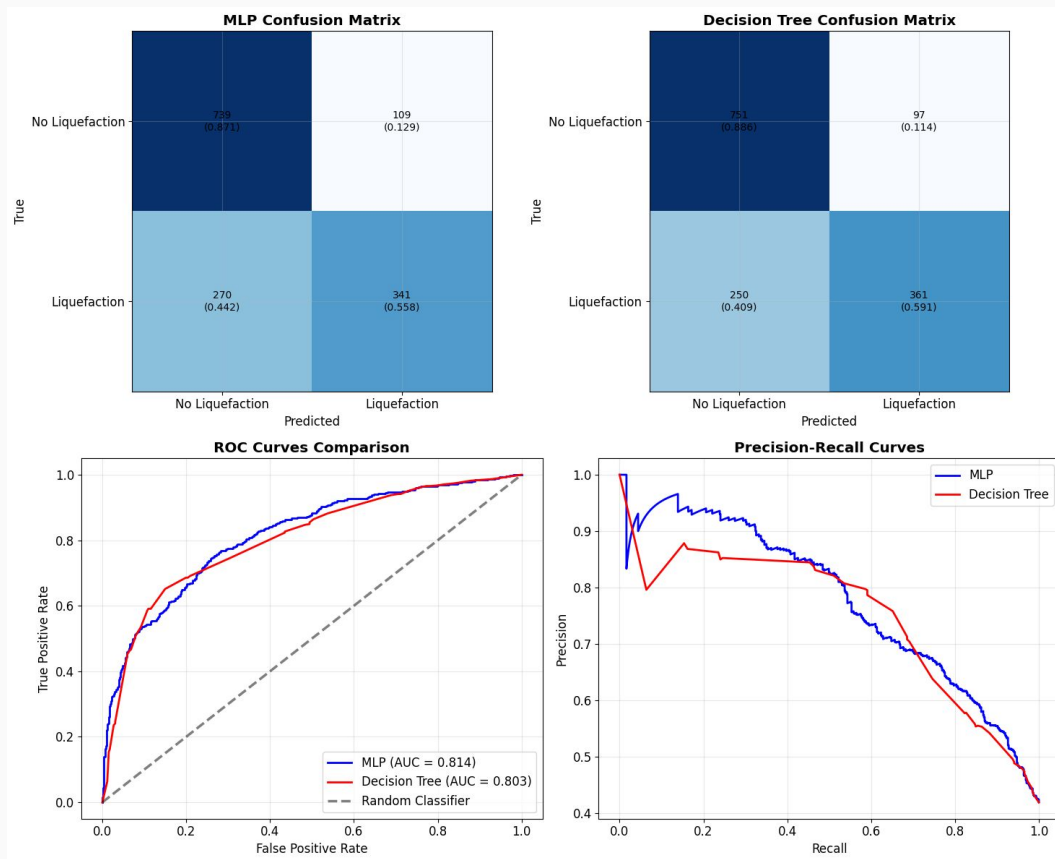 MLP Confusion Matrix
True
No Liquefaction
739
(0.871)
109
(0.129)
Liquefaction
270
(0.442)
341
(0.558)
No Liquefaction
Liquefaction
Predicted
Decision Tree Confusion Matrix
True
No Liquefaction
751
(0.886)
97
(0.114)
Liquefaction
250
(0.409)
361
(0.591)
No Liquefaction
Liquefaction
Predicted
ROC Curves Comparison
True Positive Rate
1.0
0.8
0.6
0.4
0.2
0.0
MLP (AUC = 0.814)
Decision Tree (AUC = 0.803)
Random Classifier
0.0
0.2
0.4
0.6
0.8
1.0
False Positive Rate
Precision-Recall Curves
Precision
1.0
0.9
0.8
0.7
0.6
0.5
0.4
MLP
Decision Tree
0.0
0.2
0.4
0.6
0.8
1.0
Recall